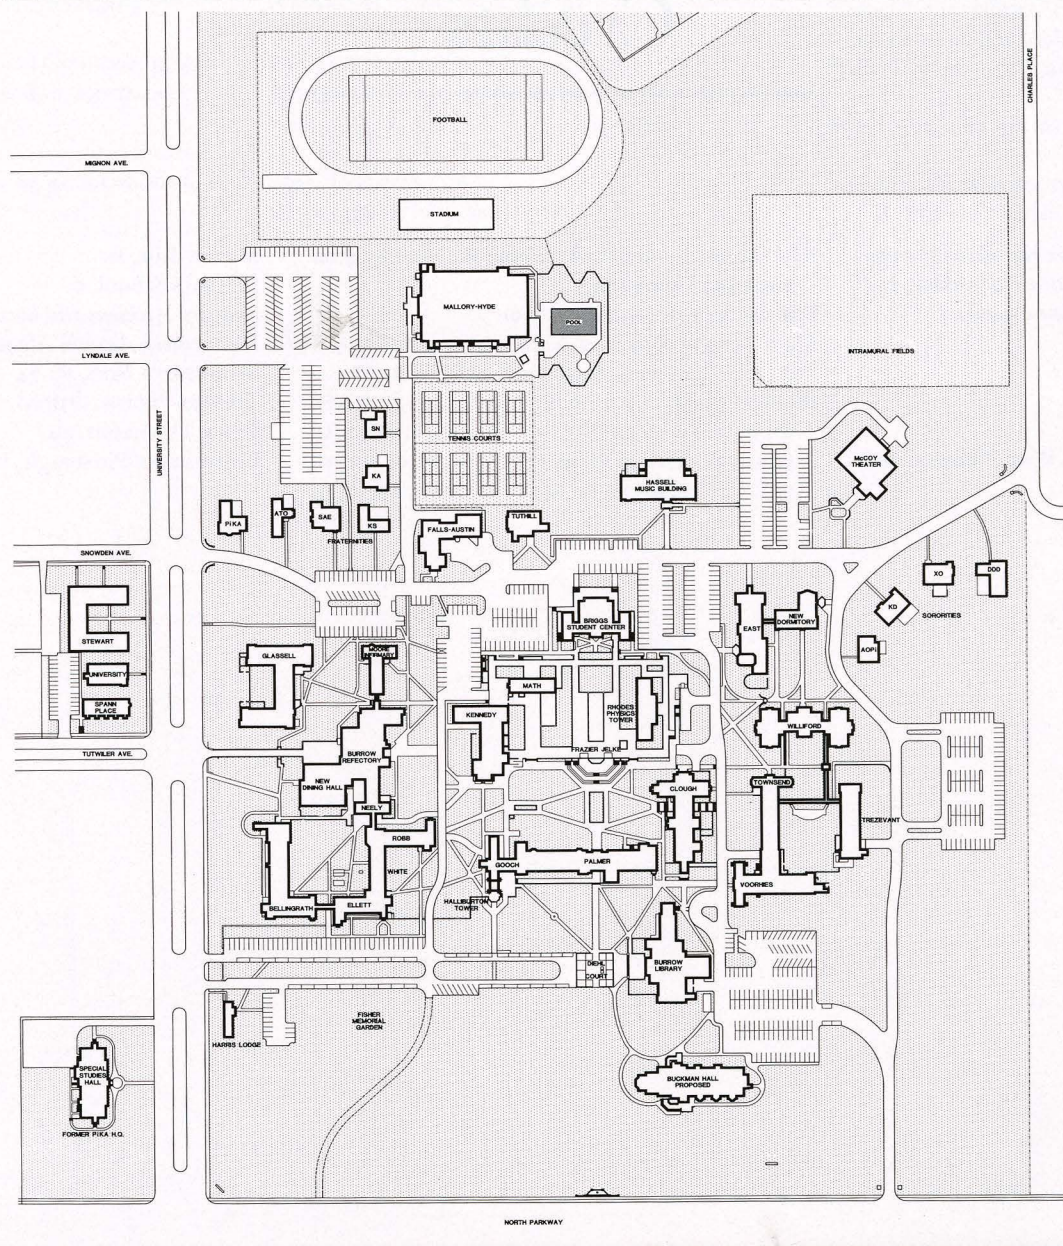 CHARLES PLACE
FOOTBALL
MIGNON AVE.
STADIUM
MALLORY-HYDE
POOL
LYNDALE AVE.
INTRAMURAL FIELDS
UNIVERSITY STREET
SN
TENNIS COURTS
McCOY
THEATER
KA
HASSELL
MUSIC BUILDING
PiKA
ATO
SAE
KS
FRATERNITIES
FALLS-AUSTIN
TUTHILL
SNOWDEN AVE.
XO
DDD
KD
SORORITIES
AOPi
STEWART
BRIGGS
STUDENT CENTER
EAST
NEW
DORMITORY
GLASSELL
MOORE
INFIRMARY
UNIVERSITY
SPANN
PLACE
MATH
RHODES
PHYSICS
TOWER
KENNEDY
WILLIFORD
FRAZIER JELKE
TUTWILER AVE.
BURROW
REFECTORY
NEW
DINING HALL
NEELY
CLOUGH
TOWNSEND
TREZEVANT
ROBB
WHITE
GOOCH
PALMER
VOORHIES
HALLIBURTON
TOWER
BELLINGRATH
ELLETT
DIEHL
COURT
BURROW
LIBRARY
FISHER
MEMORIAL
GARDEN
HARRIS LODGE
SPECIAL
STUDIES
HALL
BUCKMAN HALL
PROPOSED
FORMER PIKA H.Q.
NORTH PARKWAY